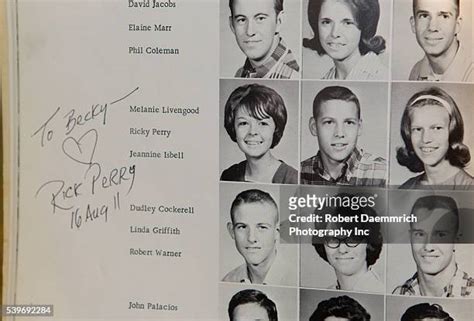 David Jacobs
Elaine Marr
Phil Coleman
To Becky
Melanie Livengood
Ricky Perry
Jeannine Isbell
Rick Perry
16 Aug 11
Dudley Cockerell
Linda Griffith
Robert Warner
John Palacios
gettyimages
Robert Daemmrich
Photography Inc
539692284